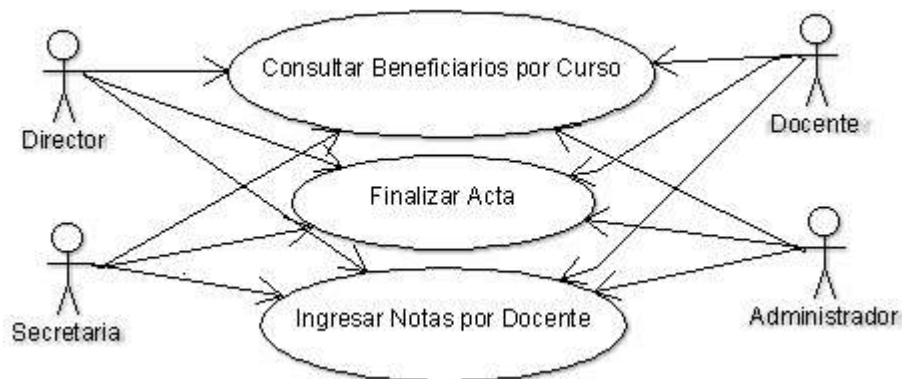 Consultar Beneficiarios por Curso
Director
Docente
Finalizar Acta
Secretaria
Ingresar Notas por Docente
Administrador